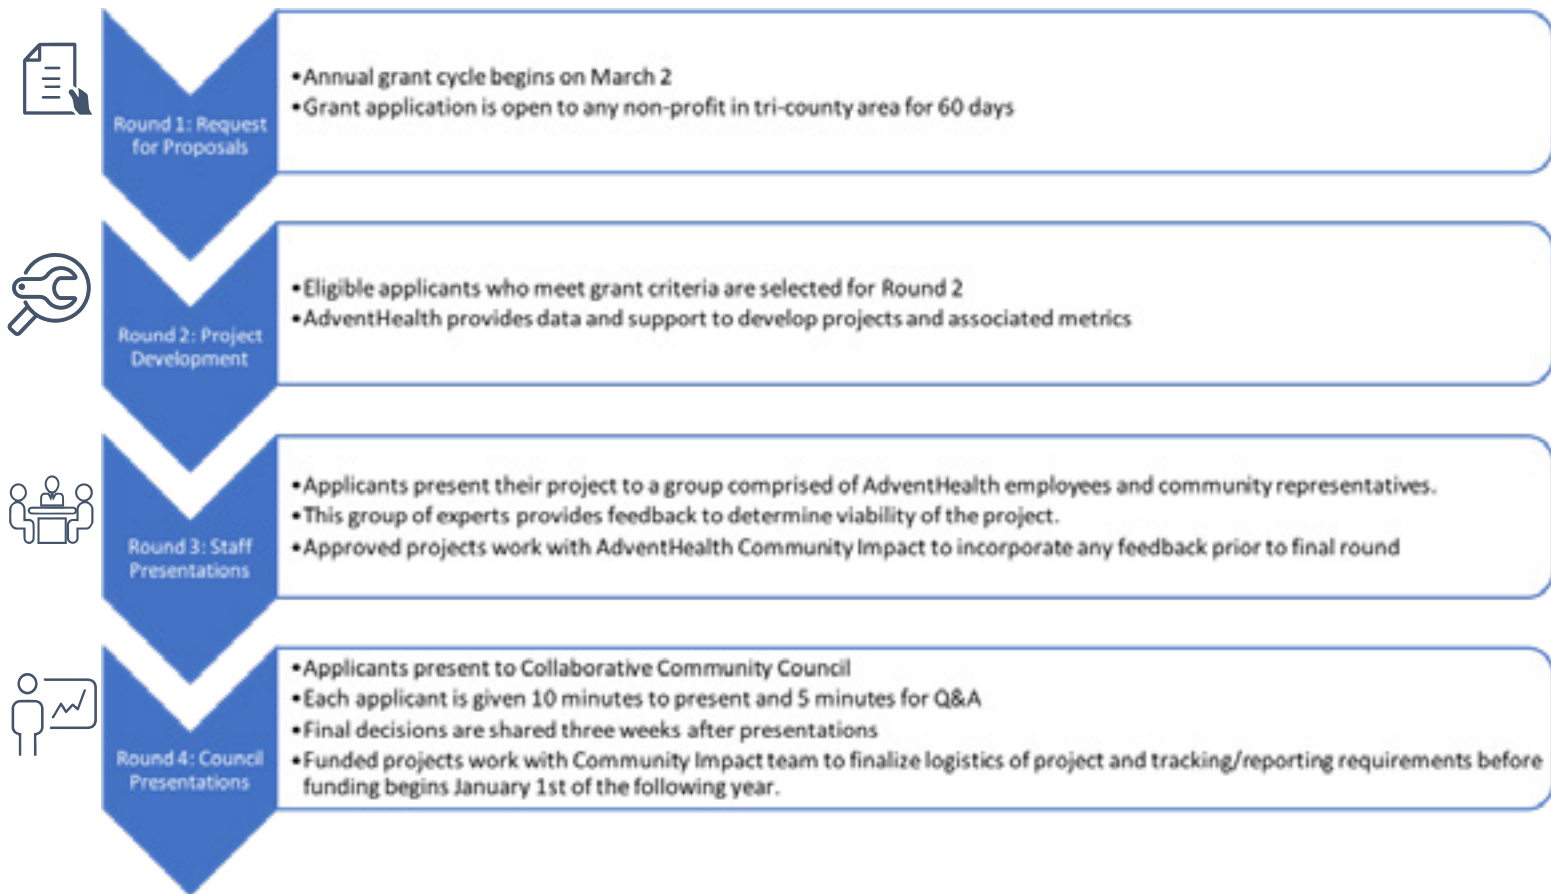 Round 1: Request
for Proposals
•Annual grant cycle begins on March 2
•Grant application is open to any non-profit in tri-county area for 60 days
Round 2: Project
Development
•Eligible applicants who meet grant criteria are selected for Round 2
•AdventHealth provides data and support to develop projects and associated metrics
Round 3: Staff
Presentations
•Applicants present their project to a group comprised of AdventHealth employees and community representatives.
•This group of experts provides feedback to determine viability of the project.
•Approved projects work with AdventHealth Community Impact to incorporate any feedback prior to final round
Round 4: Council
Presentations
•Applicants present to Collaborative Community Council
•Each applicant is given 10 minutes to present and 5 minutes for Q&A
•Final decisions are shared three weeks after presentations
•Funded projects work with Community Impact team to finalize logistics of project and tracking/reporting requirements before
funding begins January 1st of the following year.